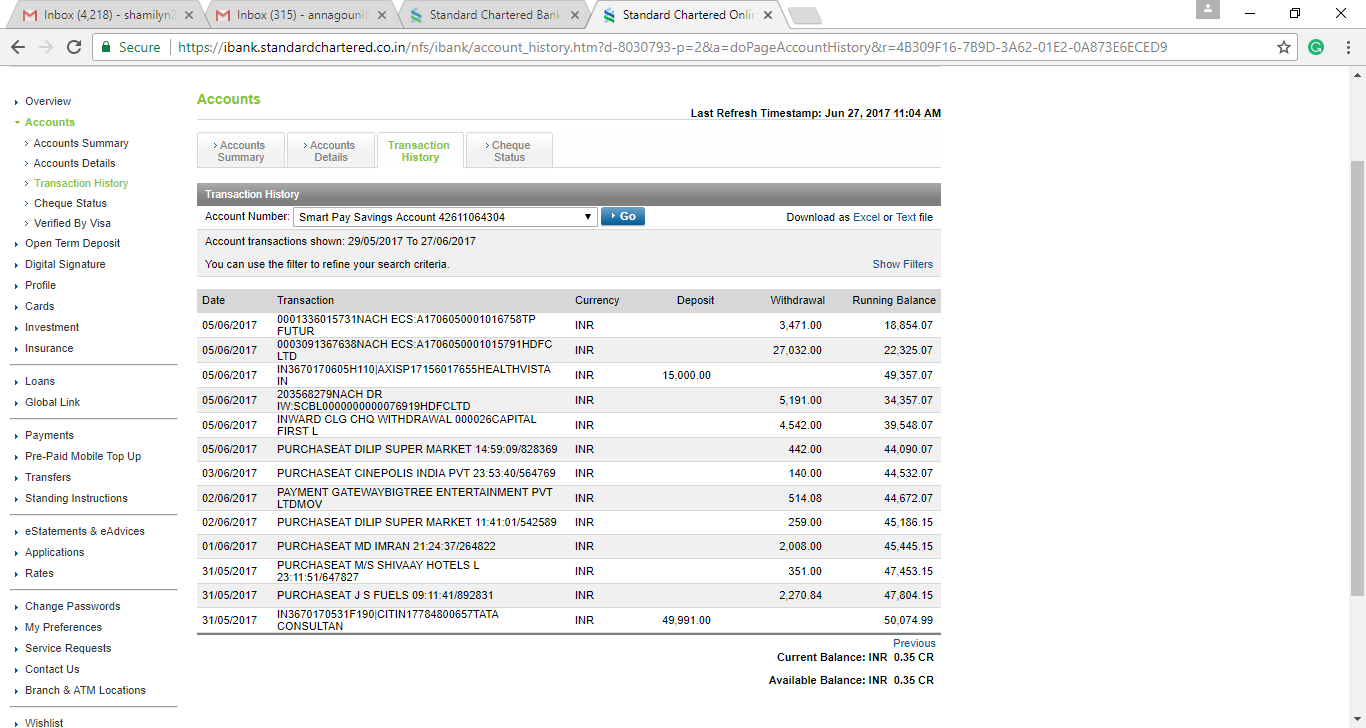 Inbox (4,218) - shamilyn2
Inbox (315) - annagounit
Standard Chartered Bank
Standard Chartered Onlin
Secure
https://ibank.standardchartered.co.in/nfs/ibank/account_history.htm?d-8030793-p=2&a=doPageAccountHistory&r=4B309F16-7B9D-3A62-01E2-0A873E6ECED9
Overview
Accounts
Accounts Summary
Accounts Details
Transaction History
Cheque Status
Verified By Visa
Open Term Deposit
Digital Signature
Profile
Cards
Investment
Insurance
Loans
Global Link
Payments
Pre-Paid Mobile Top Up
Transfers
Standing Instructions
eStatements & eAdvices
Applications
Rates
Change Passwords
My Preferences
Service Requests
Contact Us
Branch & ATM Locations
Wishlist
Accounts
Last Refresh Timestamp: Jun 27, 2017 11:04 AM
Accounts Summary
Accounts Details
Transaction History
Cheque Status
Transaction History
Account Number: Smart Pay Savings Account 42611064304 Go Download as Excel or Text file
Account transactions shown: 29/05/2017 To 27/06/2017
You can use the filter to refine your search criteria. Show Filters
Date Transaction Currency Deposit Withdrawal Running Balance
05/06/2017 0001336015731NACH ECS:A1706050001016758TP FUTUR INR 3,471.00 18,854.07
05/06/2017 0003091367638NACH ECS:A1706050001015791HDFC LTD INR 27,032.00 22,325.07
05/06/2017 IN3670170605H110|AXISP17156017655HEALTHVISTA IN INR 15,000.00 49,357.07
05/06/2017 203568279NACH DR IW:SCBL0000000000076919HDFCLTD INR 5,191.00 34,357.07
05/06/2017 INWARD CLG CHQ WITHDRAWAL 000026CAPITAL FIRST L INR 4,542.00 39,548.07
05/06/2017 PURCHASEAT DILIP SUPER MARKET 14:59:09/828369 INR 442.00 44,090.07
03/06/2017 PURCHASEAT CINEPOLIS INDIA PVT 23:53:40/564769 INR 140.00 44,532.07
02/06/2017 PAYMENT GATEWAYBIGTREE ENTERTAINMENT PVT LTDMOV INR 514.08 44,672.07
02/06/2017 PURCHASEAT DILIP SUPER MARKET 11:41:01/542589 INR 259.00 45,186.15
01/06/2017 PURCHASEAT MD IMRAN 21:24:37/264822 INR 2,008.00 45,445.15
31/05/2017 PURCHASEAT M/S SHIVAAY HOTELS L 23:11:51/647827 INR 351.00 47,453.15
31/05/2017 PURCHASEAT J S FUELS 09:11:41/892831 INR 2,270.84 47,804.15
31/05/2017 IN3670170531F190|CITIN17784800657TATA CONSULTAN INR 49,991.00 50,074.99
Previous
Current Balance: INR 0.35 CR
Available Balance: INR 0.35 CR